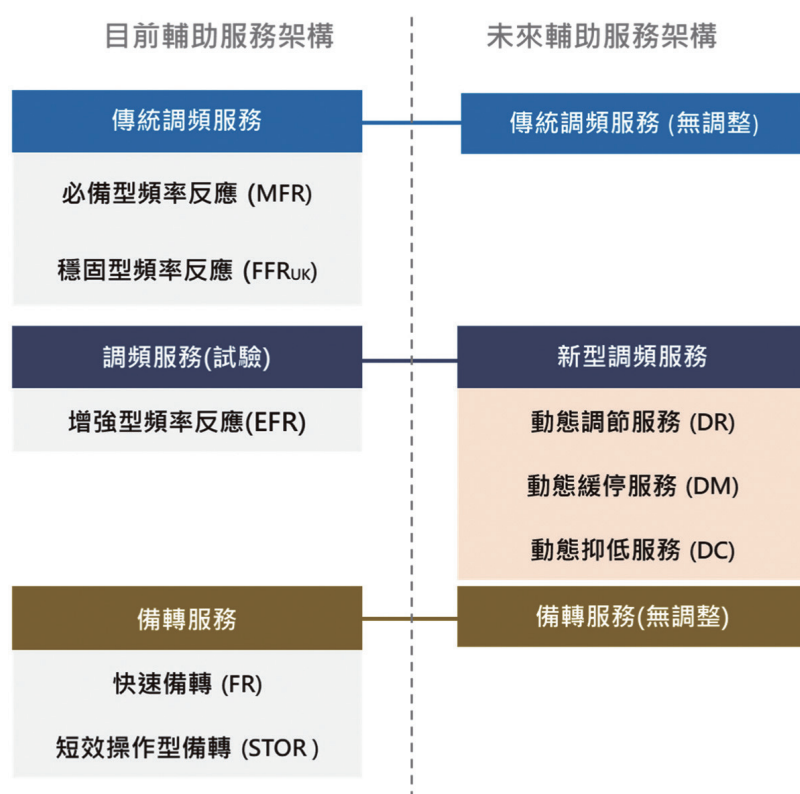 目前輔助服務架構
未來輔助服務架構
傳統調頻服務
傳統調頻服務 (無調整)
必備型頻率反應 (MFR)
穩固型頻率反應 (FFRUK)
调頻服務(試驗)
新型調頻服務
增強型頻率反應(EFR)
動態調節服務 (DR)
動態緩停服務 (DM)
動態抑低服務 (DC)
備轉服務
備轉服務(無調整)
快速備轉 (FR)
短效操作型備轉 (STOR )